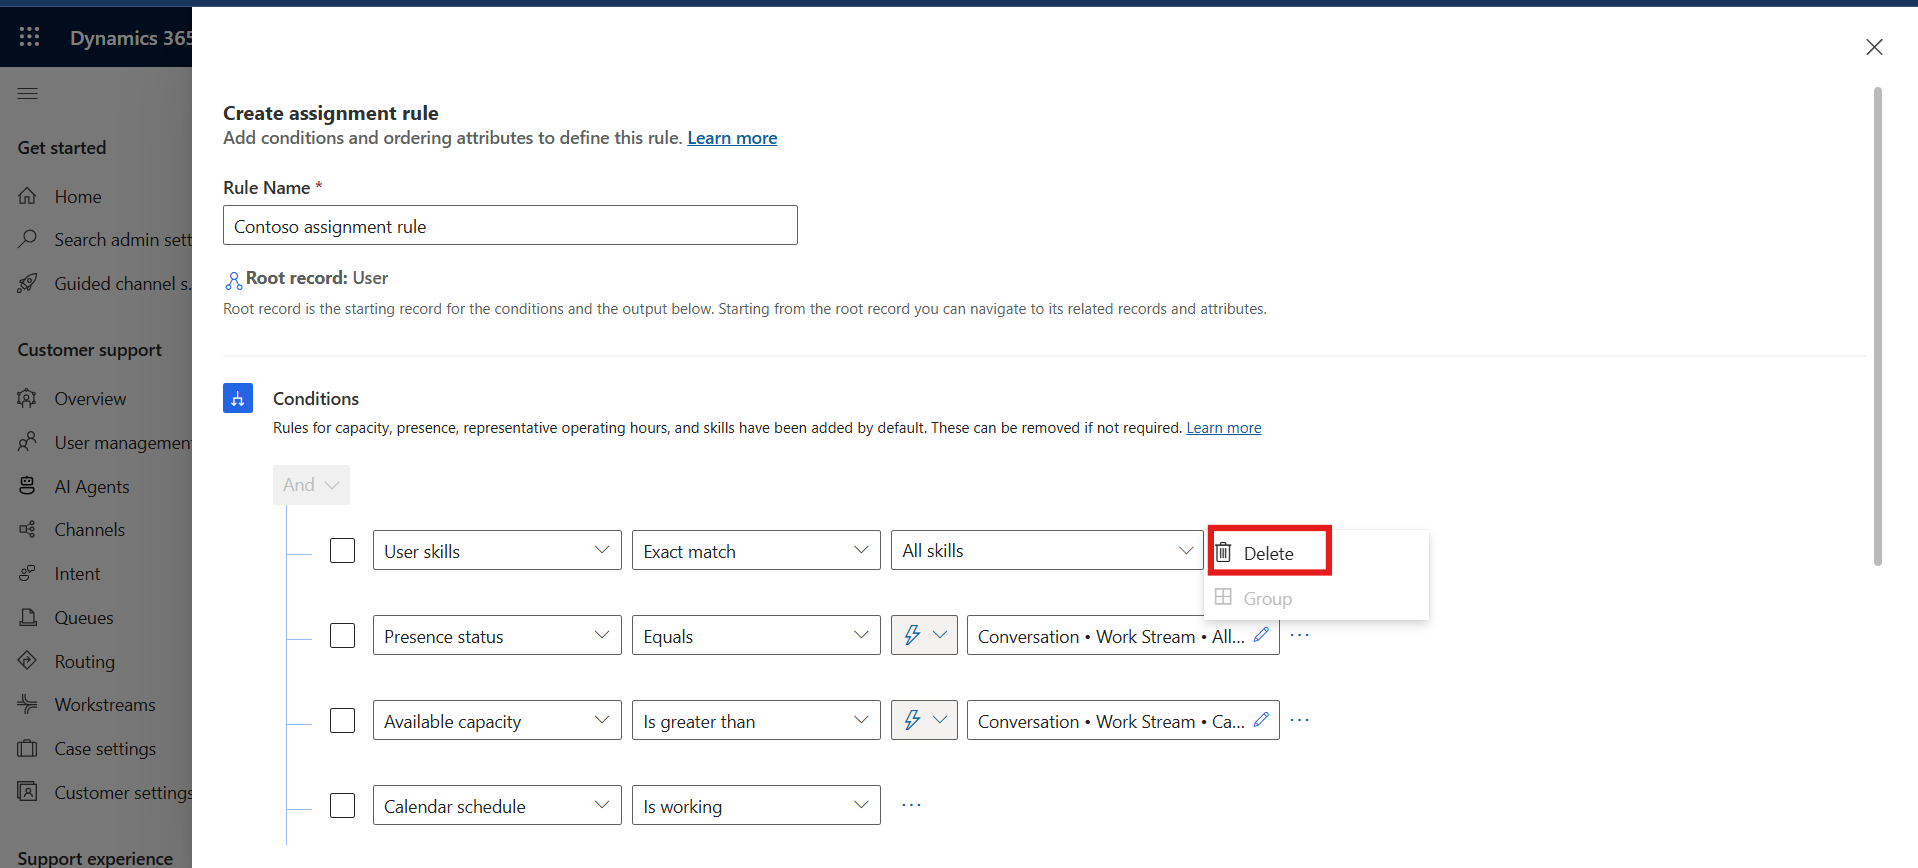 Dynamics 365
Get started
Home
Search admin sett
Guided channel s...
Customer support
Overview
User management
AI Agents
Channels
Intent
Queues
Routing
Workstreams
Case settings
Customer settings
Support experience
Create assignment rule
Add conditions and ordering attributes to define this rule. Learn more
Rule Name *
Contoso assignment rule
Root record: User
Root record is the starting record for the conditions and the output below. Starting from the root record you can navigate to its related records and attributes.
Conditions
Rules for capacity, presence, representative operating hours, and skills have been added by default. These can be removed if not required. Learn more
And
User skills Exact match All skills
Delete
Group
Presence status Equals Conversation • Work Stream • All... ...
Available capacity Is greater than Conversation • Work Stream • Ca... ...
Calendar schedule Is working ...